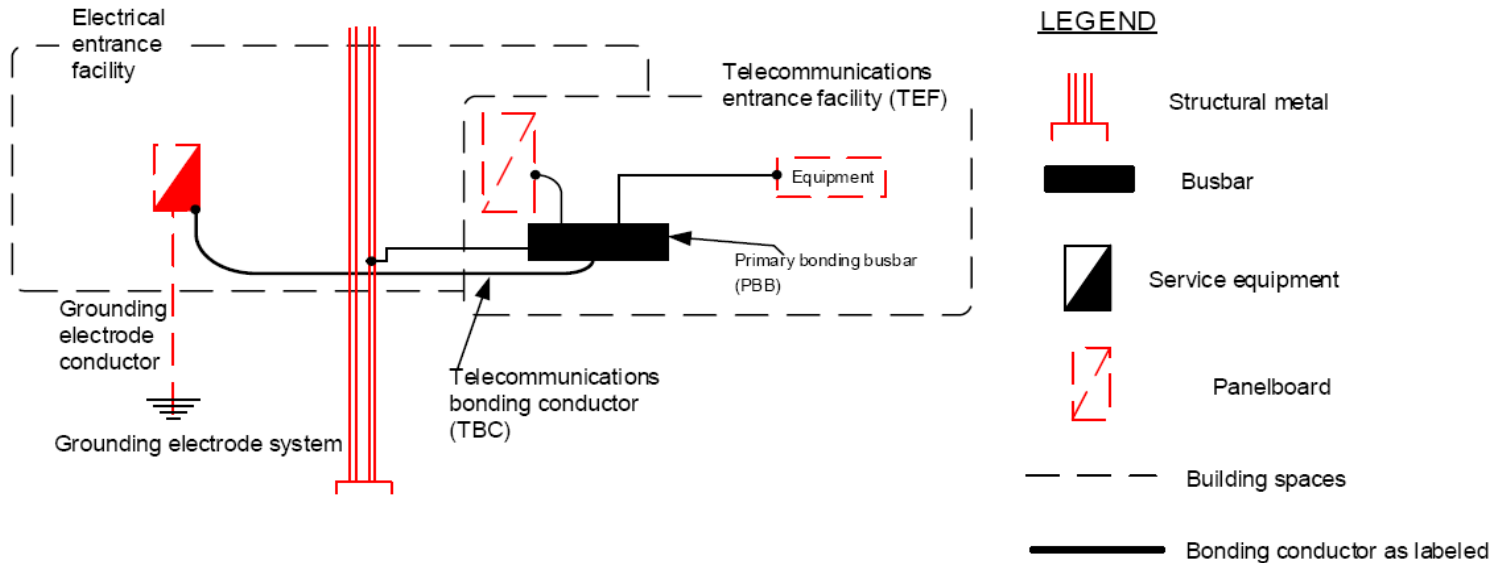 Electrical
entrance
facility
Telecommunications
entrance facility (TEF)
Equipment
Primary bonding busbar
(PBB)
Grounding
electrode
conductor
Telecommunications
bonding conductor
(TBC)
Grounding electrode system
LEGEND
Structural metal
Busbar
Service equipment
Panelboard
Building spaces
Bonding conductor as labeled